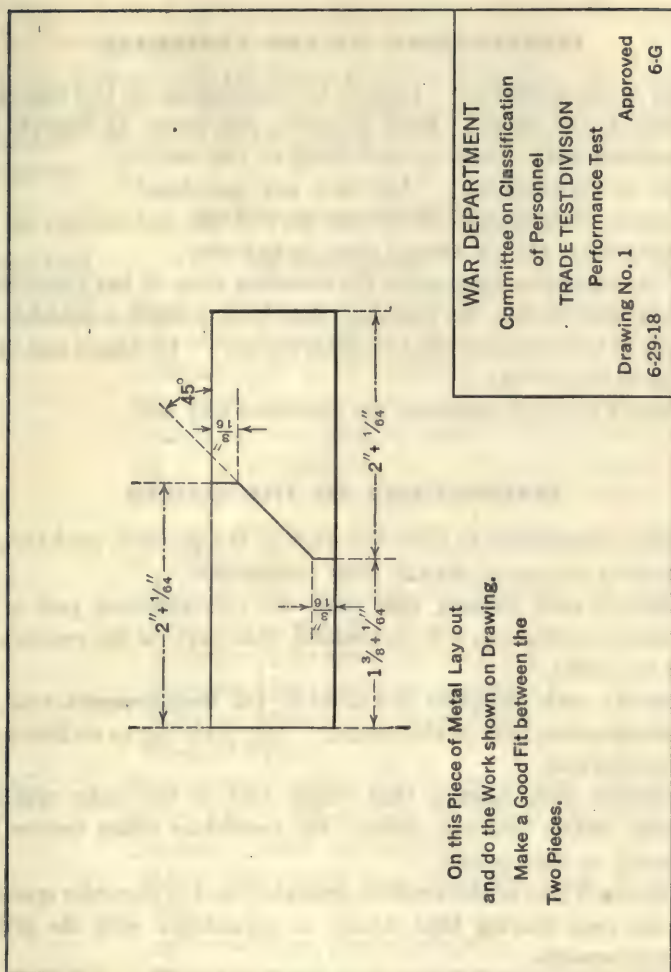 2"+ 1/64"
45°
3/16"
3/16"
1 3/8 + 1/64"
2"+ 1/64"
On this Piece of Metal Lay out
and do the Work shown on Drawing.
Make a Good Fit between the
Two Pieces.
WAR DEPARTMENT
Committee on Classification
of Personnel
TRADE TEST DIVISION
Performance Test
Drawing No. 1 Approved
6-29-18 6-G